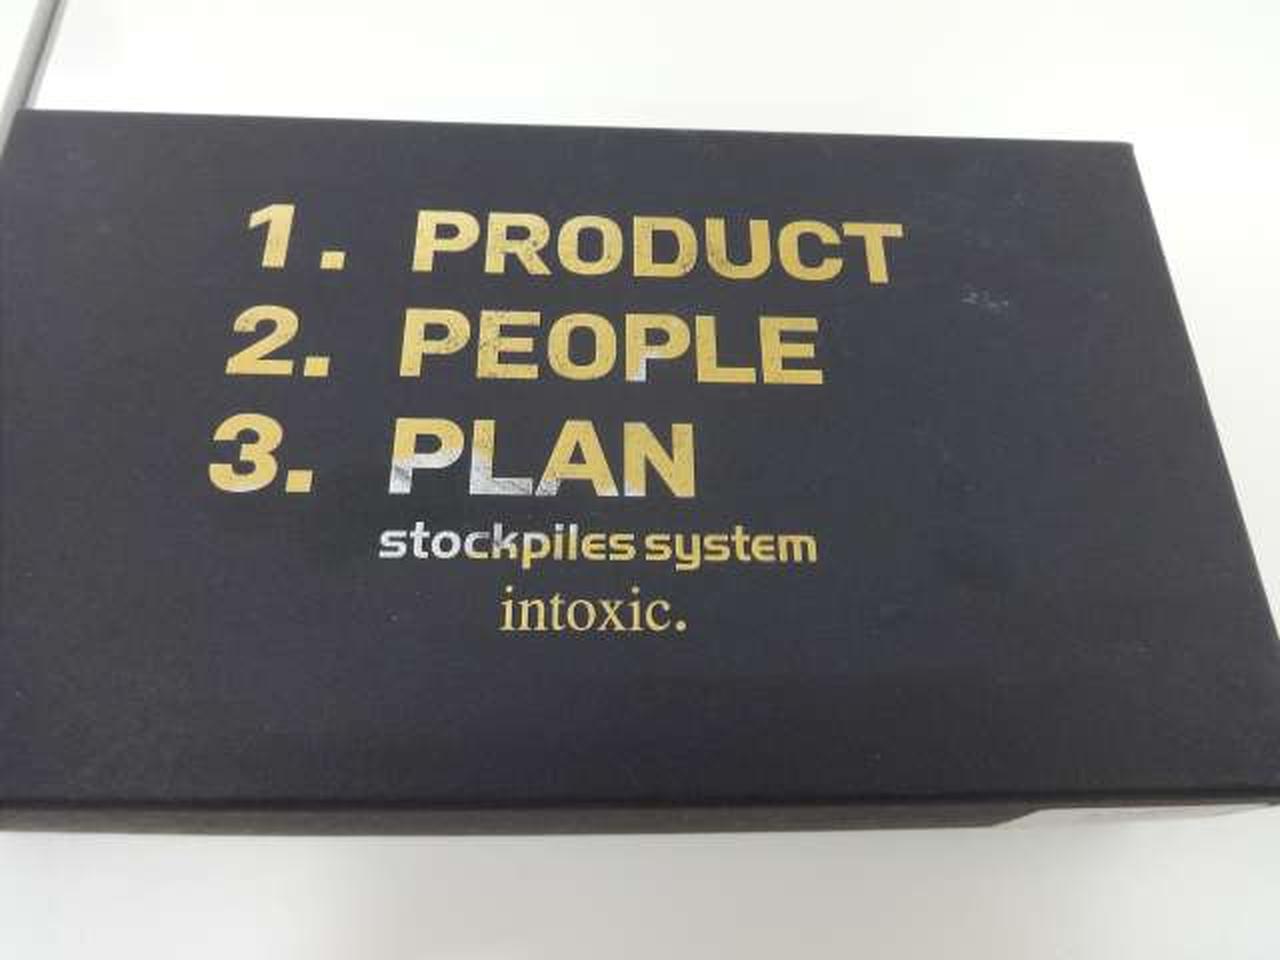 1. PRODUCT
2. PEOPLE
3. PLAN
stockpiles system
intoxic.